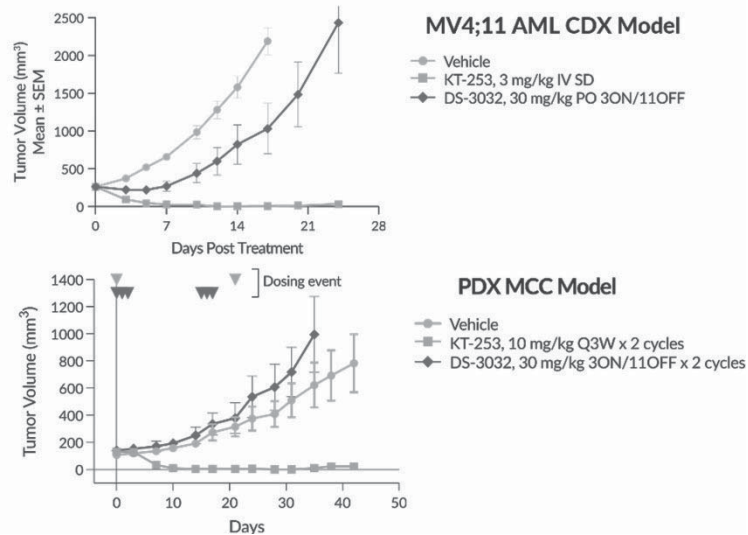 MV4;11 AML CDX Model
Vehicle
KT-253, 3 mg/kg IV SD
DS-3032, 30 mg/kg PO 3ON/11OFF
Tumor Volume (mm³)
Mean ± SEM
2500
2000
1500
1000
500
0
0 7 14 21 28
Days Post Treatment
PDX MCC Model
Vehicle
KT-253, 10 mg/kg Q3W x 2 cycles
DS-3032, 30 mg/kg 3ON/11OFF x 2 cycles
Dosing event
Tumor Volume (mm³)
1400
1200
1000
800
600
400
200
0
0 10 20 30 40 50
Days